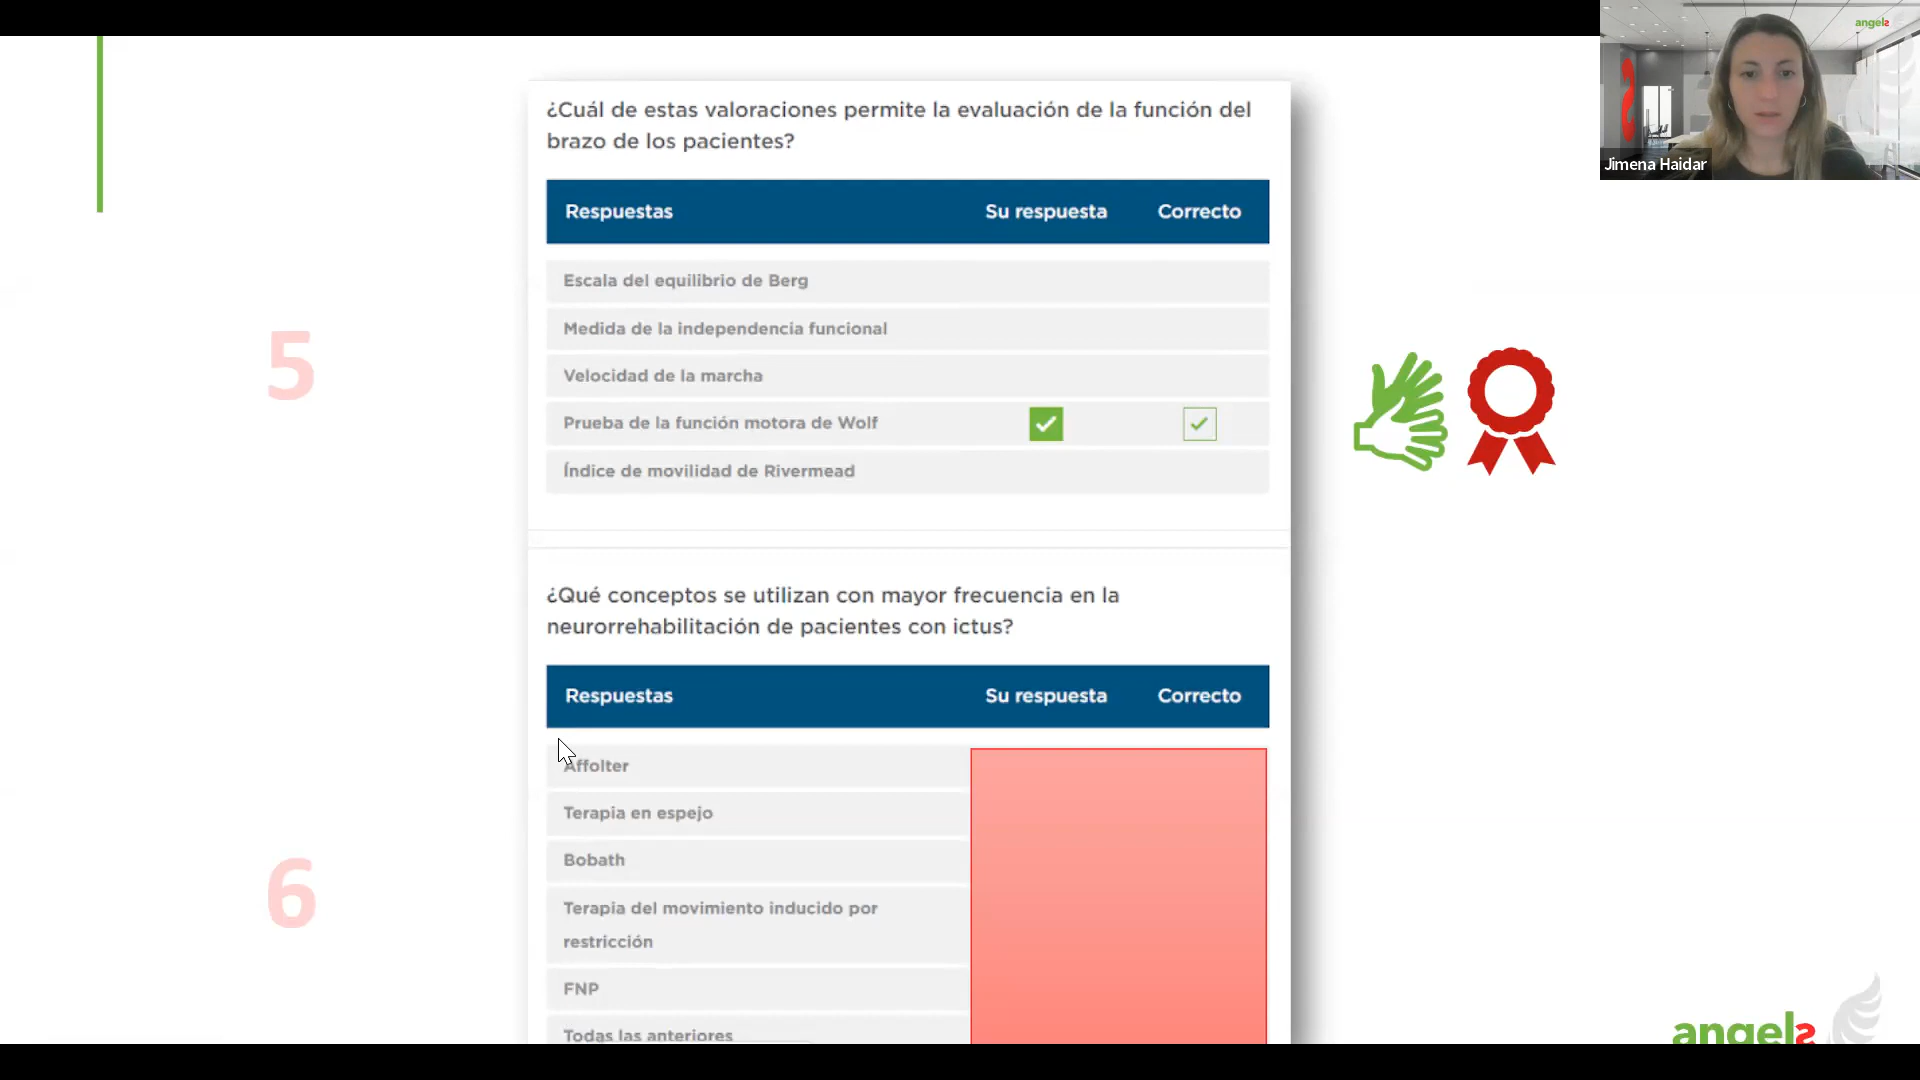 angels
Jimena Haidar
¿Cuál de estas valoraciones permite la evaluación de la función del
brazo de los pacientes?
Respuestas Su respuesta Correcto
Escala del equilibrio de Berg
Medida de la independencia funcional
Velocidad de la marcha
Prueba de la función motora de Wolf
Índice de movilidad de Rivermead
5
¿Qué conceptos se utilizan con mayor frecuencia en la
neurorrehabilitación de pacientes con ictus?
Respuestas Su respuesta Correcto
Affolter
Terapia en espejo
Bobath
Terapia del movimiento inducido por
restricción
FNP
Todas las anteriores
6
angels